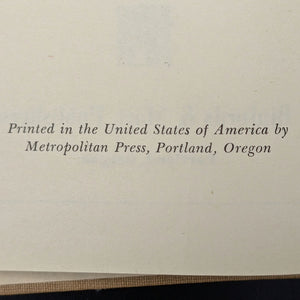 Printed in the United States of America by
Metropolitan Press, Portland, Oregon